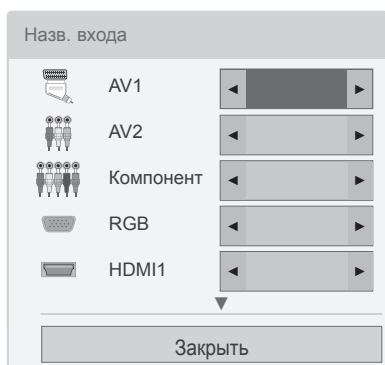 Назв. входа
AV1
AV2
Компонент
RGB
HDMI1
Закрыть